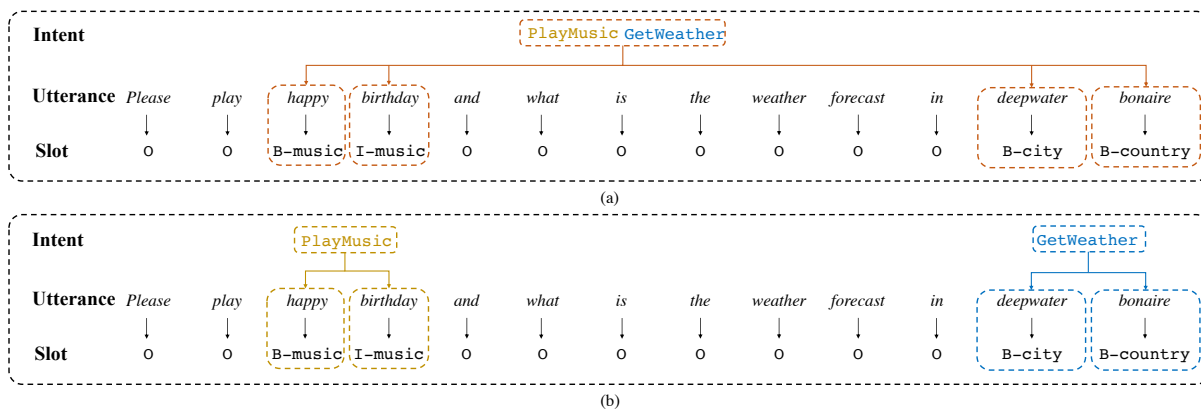 Intent PlayMusic GetWeather
Utterance Please play happy birthday and what is the weather forecast in deepwater bonaire
Slot O O B-music I-music O O O O O O O B-city B-country
(a)
Intent PlayMusic GetWeather
Utterance Please play happy birthday and what is the weather forecast in deepwater bonaire
Slot O O B-music I-music O O O O O O O B-city B-country
(b)